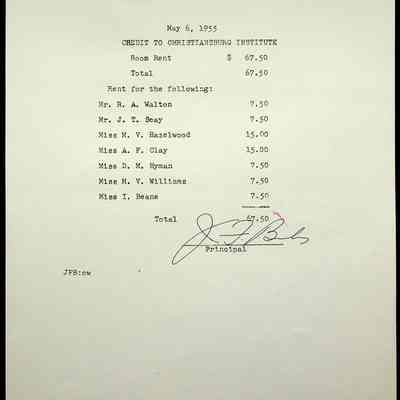 May 6, 1955
CREDIT TO CHRISTIANSBURG INSTITUTE
Room Rent $ 67.50
Total 67.50
Rent for the following:
Mr. R. A. Walton 7.50
Mr. J. T. Seay 7.50
Miss M. V. Hazelwood 15.00
Miss A. F. Clay 15.00
Miss D. M. Hyman 7.50
Miss M. V. Williams 7.50
Miss I. Beane 7.50
Total 67.50
J. F. Banks
Principal
JFB:cw